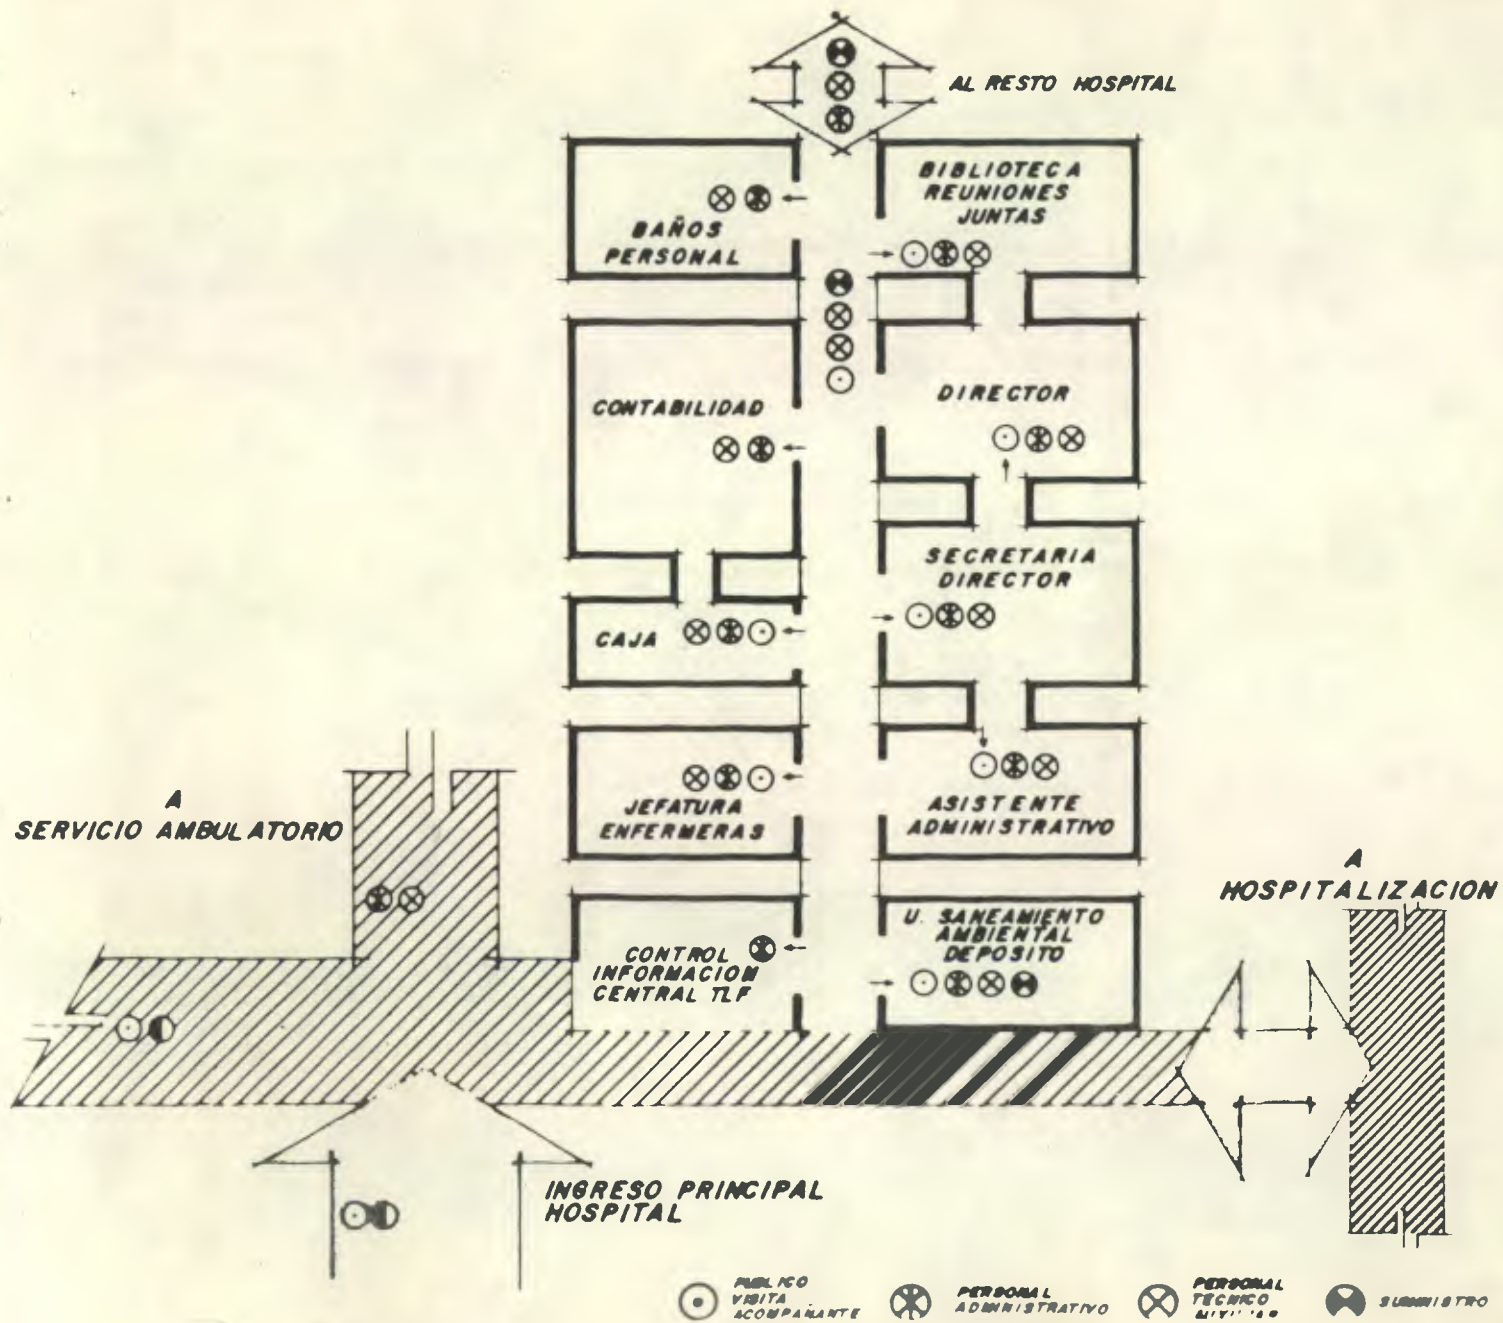 AL RESTO HOSPITAL
BIBLIOTECA
REUNIONES
JUNTAS
BAÑOS
PERSONAL
CONTABILIDAD
DIRECTOR
SECRETARIA
DIRECTOR
CAJA
JEFATURA
ENFERMERAS
ASISTENTE
ADMINISTRATIVO
A
SERVICIO AMBULATORIO
A
HOSPITALIZACION
CONTROL
INFORMACION
CENTRAL TLF
U. SANEAMIENTO
AMBIENTAL
DEPOSITO
INGRESO PRINCIPAL
HOSPITAL
PUBLICO
VISITA
ACOMPAÑANTE
PERSONAL
ADMINISTRATIVO
PERSONAL
TECNICO
SUMINISTRO